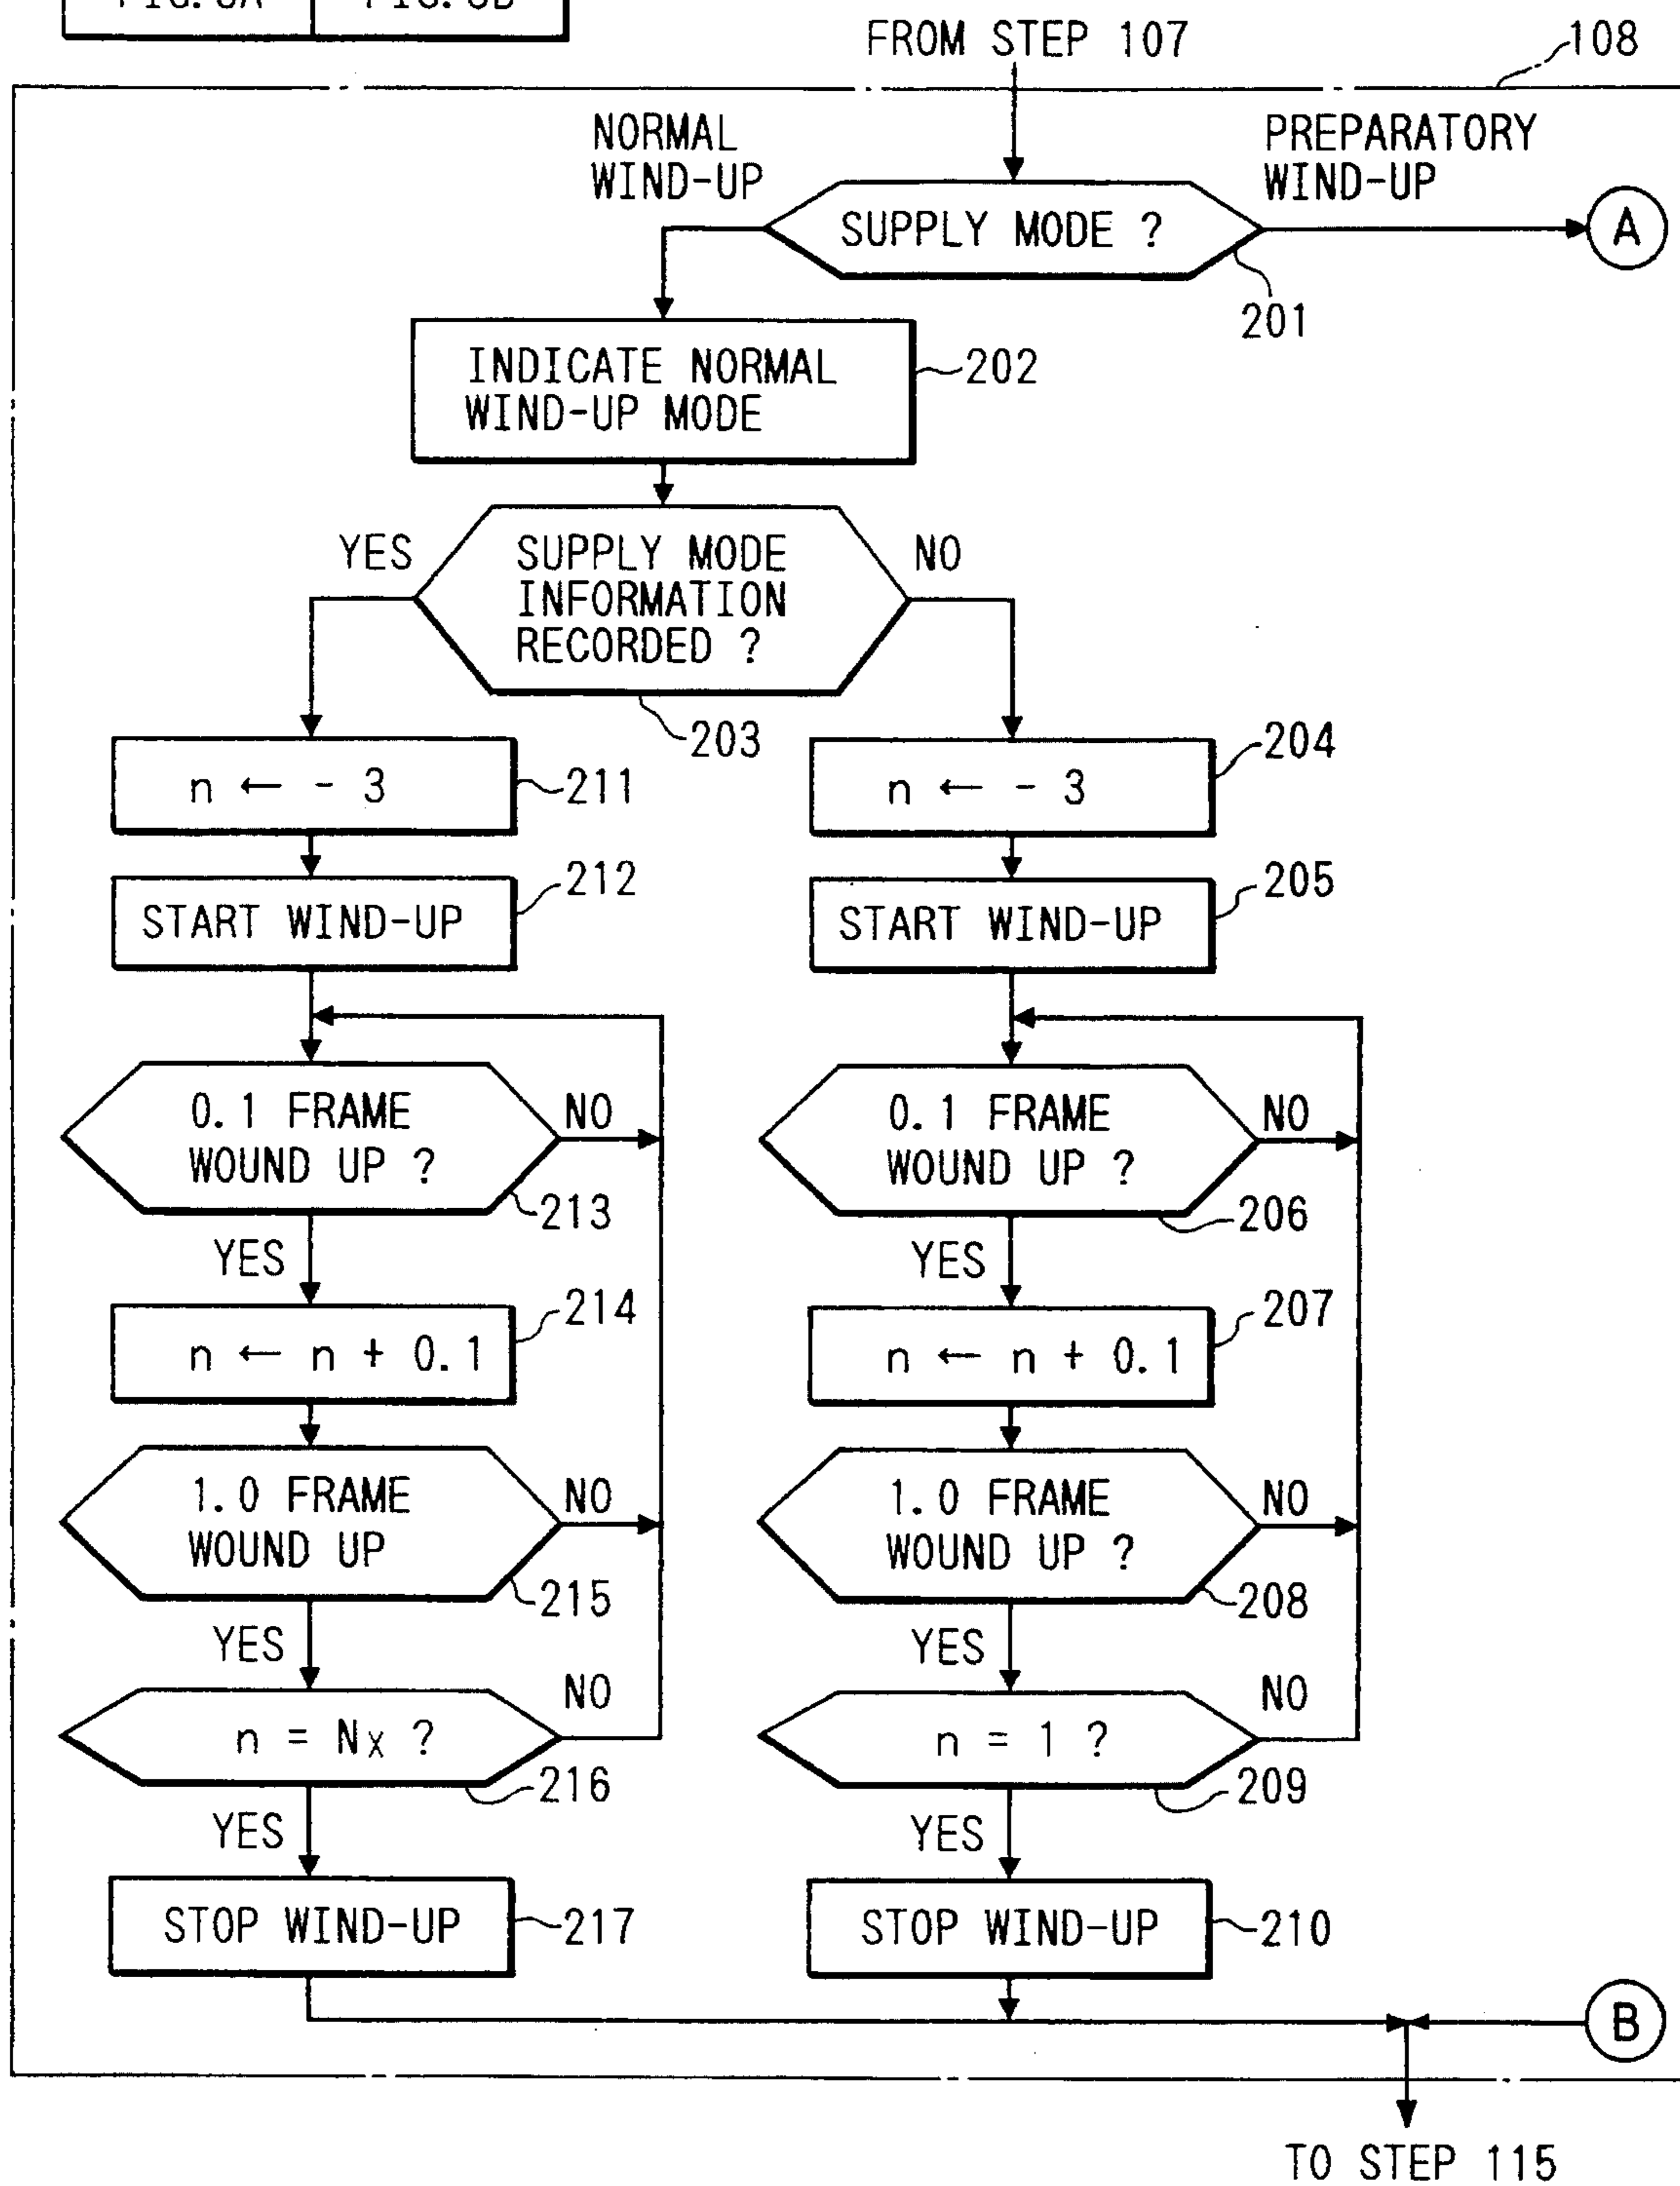 FROM STEP 107
108
NORMAL
WIND-UP
PREPARATORY
WIND-UP
SUPPLY MODE ?
A
201
INDICATE NORMAL
WIND-UP MODE
202
YES
SUPPLY MODE
INFORMATION
RECORDED ?
NO
203
n ← - 3
211
n ← - 3
204
START WIND-UP
212
START WIND-UP
205
0.1 FRAME
WOUND UP ?
NO
213
0.1 FRAME
WOUND UP ?
NO
206
YES
YES
n ← n + 0.1
214
n ← n + 0.1
207
1.0 FRAME
WOUND UP
NO
215
1.0 FRAME
WOUND UP ?
NO
208
YES
YES
n = Nx ?
NO
216
n = 1 ?
NO
209
YES
YES
STOP WIND-UP
217
STOP WIND-UP
210
B
TO STEP 115